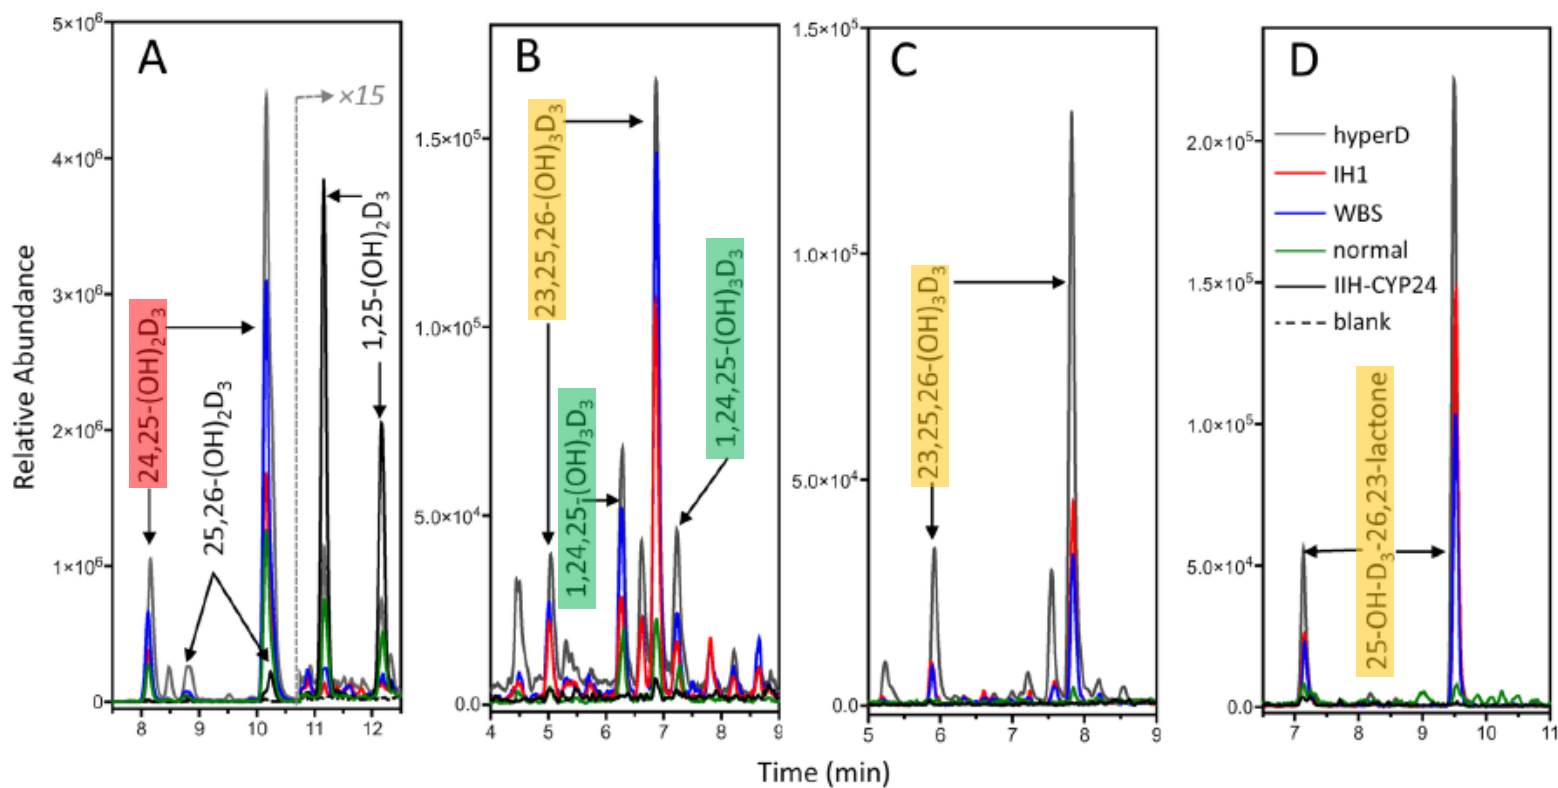 A
B
C
D
Relative Abundance
5×10⁶
4×10⁶
3×10⁶
2×10⁶
1×10⁶
0
8
9
10
11
12
×15
24,25-(OH)₂D₃
25,26-(OH)₂D₃
1,25-(OH)₂D₃
1.5×10⁵
1.0×10⁵
5.0×10⁴
0.0
4
5
6
7
8
9
23,25,26-(OH)₃D₃
1,24,25-(OH)₃D₃
1,24,25-(OH)₃D₃
1.5×10⁵
1.0×10⁵
5.0×10⁴
0.0
5
6
7
8
9
23,25,26-(OH)₃D₃
2.0×10⁵
1.5×10⁵
1.0×10⁵
5.0×10⁴
0.0
7
8
9
10
11
hyperD
IH1
WBS
normal
IIH-CYP24
blank
25-OH-D₃-26,23-lactone
Time (min)